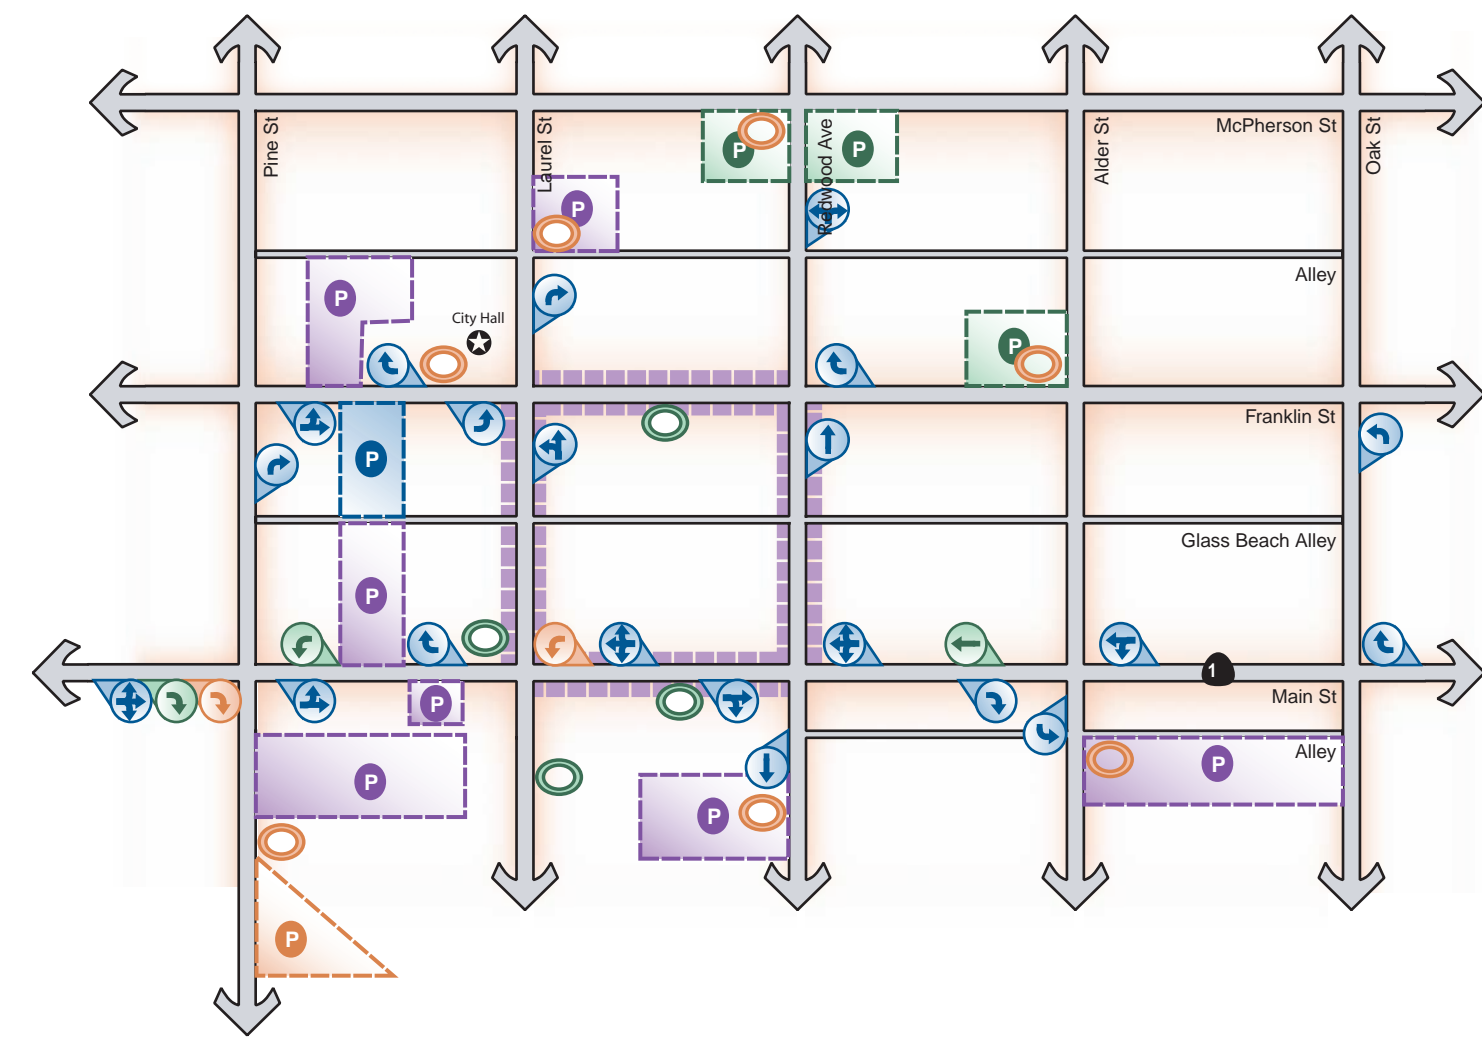 Pine St
Laurel St
Redwood Ave
Alder St
McPherson St
Oak St
P
P
P
Alley
P
City Hall
P
Franklin St
P
Glass Beach Alley
P
1
Main St
P
Alley
P
P
P
P